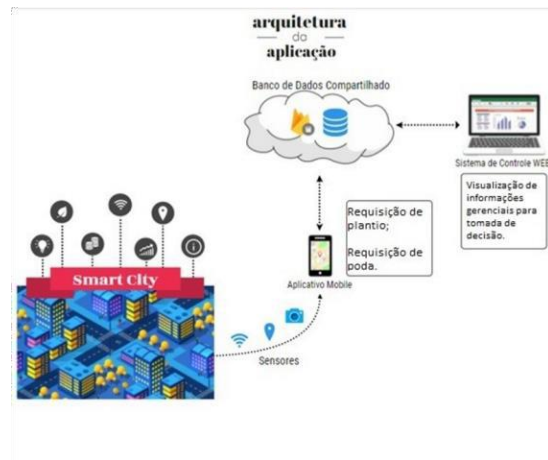 arquitetura
da
aplicação
Banco de Dados Compartilhado
Sistema de Controle WEB
Visualização de
informações
gerenciais para
tomada de
decisão.
Requisição de
plantio;
Requisição de
poda.
Aplicativo Mobile
Smart City
Sensores